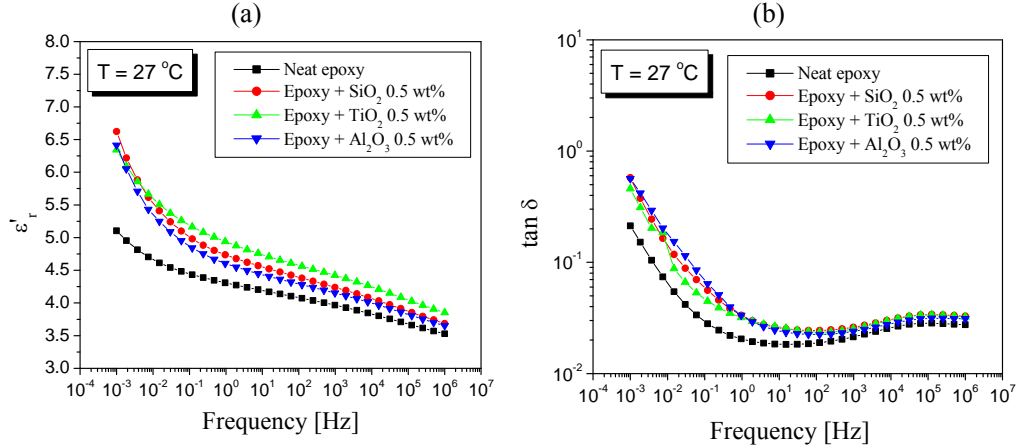 (a)
8.0
7.5
7.0
6.5
6.0
5.5
5.0
4.5
4.0
3.5
3.0
ε'r
T = 27 °C
Neat epoxy
Epoxy + SiO₂ 0.5 wt%
Epoxy + TiO₂ 0.5 wt%
Epoxy + Al₂O₃ 0.5 wt%
10⁻⁴ 10⁻³ 10⁻² 10⁻¹ 10⁰ 10¹ 10² 10³ 10⁴ 10⁵ 10⁶ 10⁷
Frequency [Hz]
(b)
10¹
10⁰
10⁻¹
10⁻²
tan δ
T = 27 °C
Neat epoxy
Epoxy + SiO₂ 0.5 wt%
Epoxy + TiO₂ 0.5 wt%
Epoxy + Al₂O₃ 0.5 wt%
10⁻⁴ 10⁻³ 10⁻² 10⁻¹ 10⁰ 10¹ 10² 10³ 10⁴ 10⁵ 10⁶ 10⁷
Frequency [Hz]